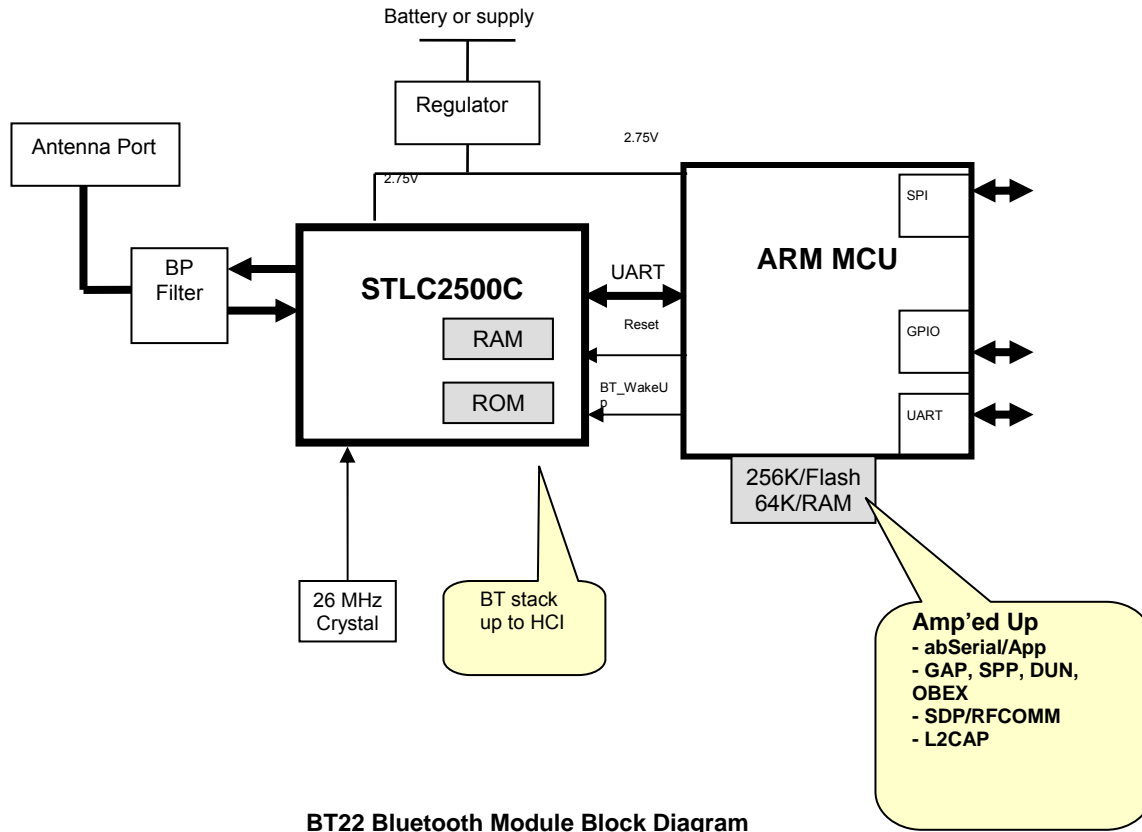 Battery or supply
Regulator
Antenna Port
2.75V
2.75V
SPI
BP
Filter
STLC2500C
UART
ARM MCU
RAM
Reset
GPIO
ROM
BT_WakeU
p
UART
256K/Flash
64K/RAM
26 MHz
Crystal
BT stack
up to HCI
Amp'ed Up
- abSerial/App
- GAP, SPP, DUN,
OBEX
- SDP/RFCOMM
- L2CAP
BT22 Bluetooth Module Block Diagram